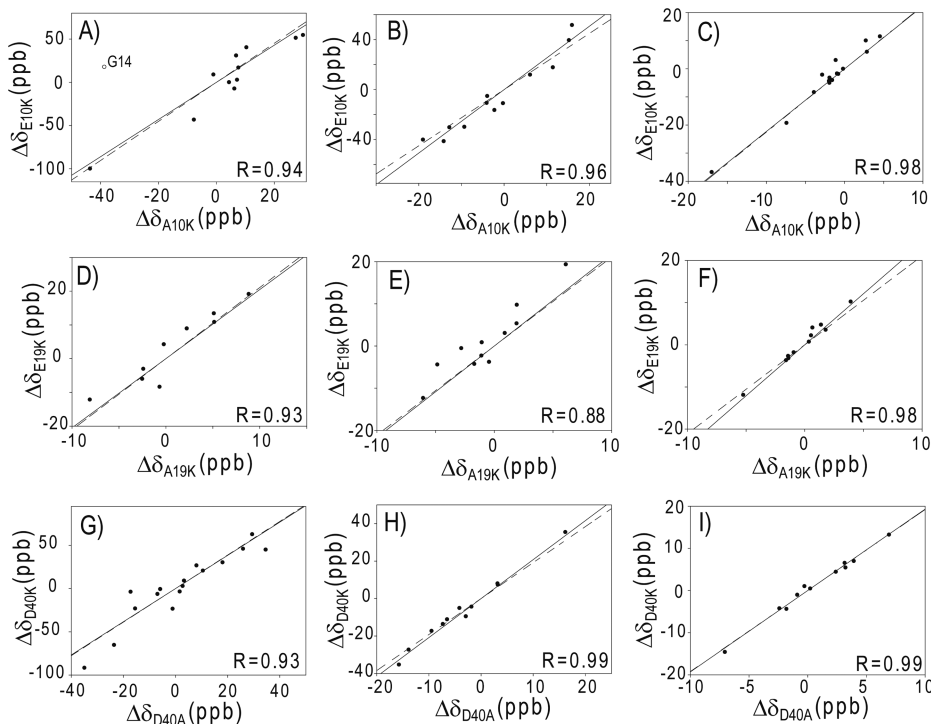 A)
G14
50
0
-50
-100
R=0.94
-40
-20
0
20
ΔδE10K(ppb)
ΔδA10K(ppb)
B)
40
0
-40
R=0.96
-20
0
20
ΔδE10K(ppb)
ΔδA10K(ppb)
C)
20
0
-20
-40
R=0.98
-20
-10
0
10
ΔδE10K(ppb)
ΔδA10K(ppb)
D)
20
0
-20
R=0.93
-10
0
10
ΔδE19K(ppb)
ΔδA19K(ppb)
E)
20
0
-20
R=0.88
-10
0
10
ΔδE19K(ppb)
ΔδA19K(ppb)
F)
20
0
-20
R=0.98
-10
0
10
ΔδE19K(ppb)
ΔδA19K(ppb)
G)
50
0
-50
-100
R=0.93
-40
-20
0
20
40
ΔδD40K(ppb)
ΔδD40A(ppb)
H)
40
20
0
-20
-40
R=0.99
-20
-10
0
10
20
ΔδD40K(ppb)
ΔδD40A(ppb)
I)
20
10
0
-10
-20
R=0.99
-10
-5
0
5
10
ΔδD40K(ppb)
ΔδD40A(ppb)